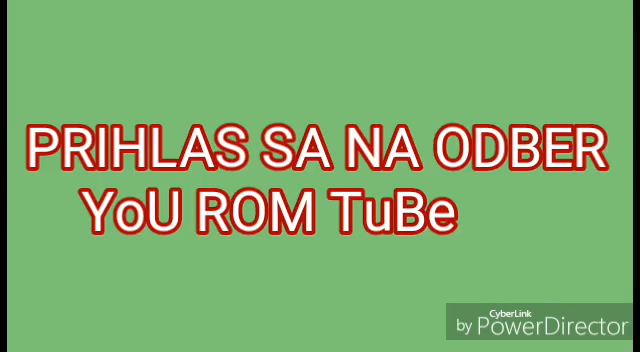 PRIHLAS SA NA ODBER
YoU ROM TuBe
CyberLink
by PowerDirector